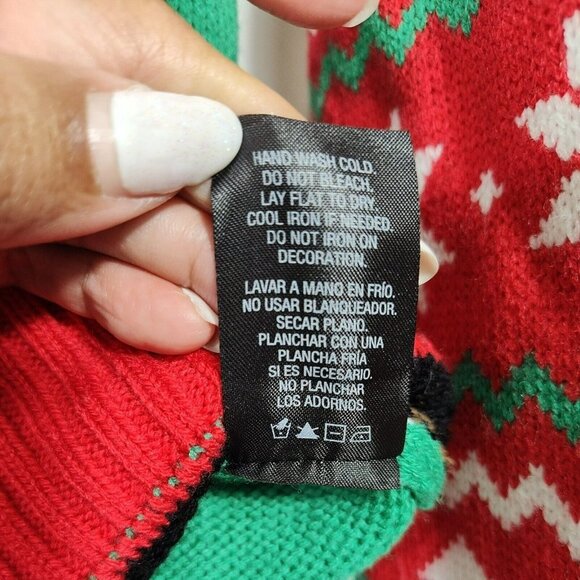 HAND WASH COLD.
DO NOT BLEACH.
LAY FLAT TO DRY.
COOL IRON IF NEEDED.
DO NOT IRON ON
DECORATION.
LAVAR A MANO EN FRÍO.
NO USAR BLANQUEADOR.
SECAR PLANO.
PLANCHAR CON UNA
PLANCHA FRÍA
SI ES NECESARIO.
NO PLANCHAR
LOS ADORNOS.